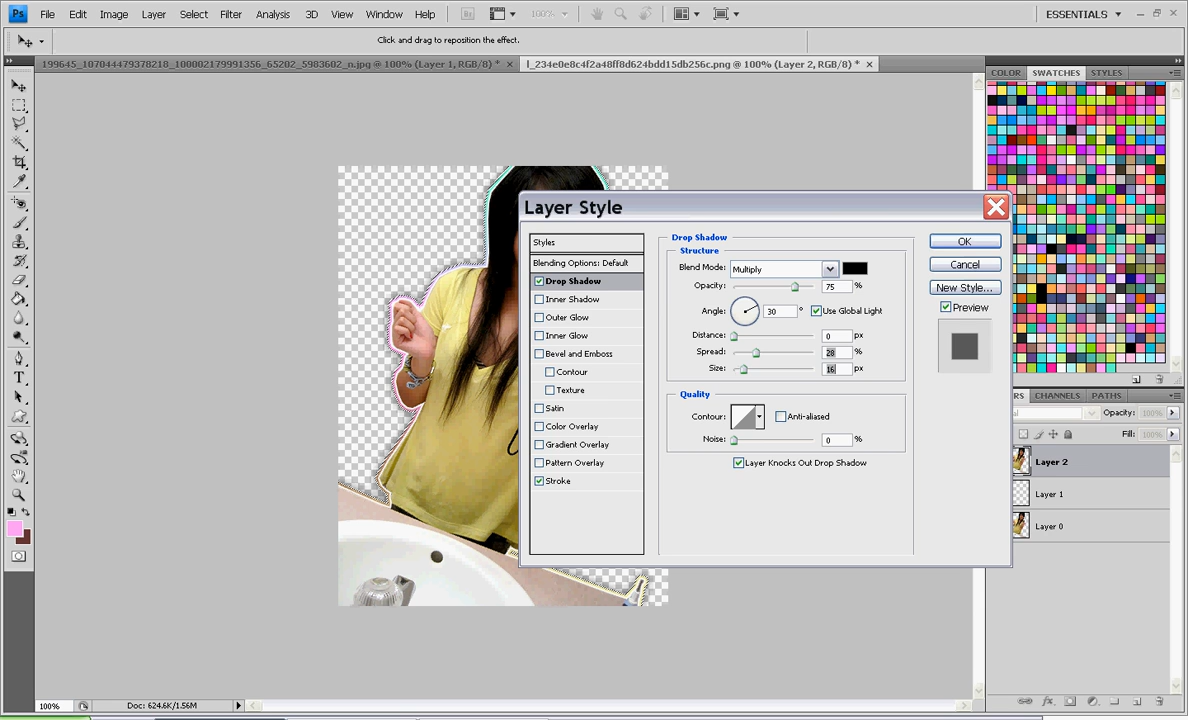 Ps File Edit Image Layer Select Filter Analysis 3D View Window Help Br 100% ESSENTIALS
Click and drag to reposition the effect.
199645_107044479378218_100002179991356_65202_5983602_n.jpg @ 100% (Layer 1, RGB/8) * l_234e0e8c4f2a48ff8d624bdd15db256c.png @ 100% (Layer 2, RGB/8) *
COLOR SWATCHES STYLES
Layer Style
Styles
Blending Options: Default
Drop Shadow
Inner Shadow
Outer Glow
Inner Glow
Bevel and Emboss
Contour
Texture
Satin
Color Overlay
Gradient Overlay
Pattern Overlay
Stroke
Drop Shadow
Structure
Blend Mode: Multiply
Opacity: 75 %
Angle: 30 ° Use Global Light
Distance: 0 px
Spread: 28 %
Size: 16 px
Quality
Contour: Anti-aliased
Noise: 0 %
Layer Knocks Out Drop Shadow
OK
Cancel
New Style...
Preview
RS CHANNELS PATHS
al Opacity: 100%
Fill: 100%
Layer 2
Layer 1
Layer 0
T
100% Doc: 624.6K/1.56M
fx